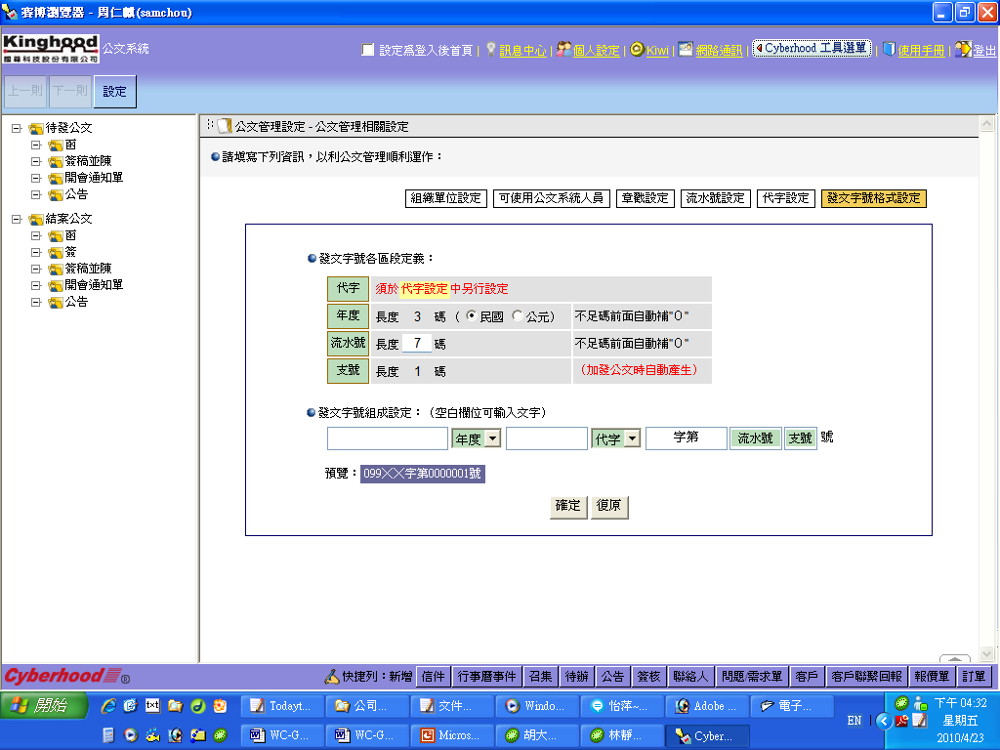 賽博瀏覽器 - 周仁麟(samchou)
Kinghood 公文系統
國尊科技股份有限公司
設定為登入後首頁 | 訊息中心 | 個人設定 | Kiwi | 網路通訊 | Cyberhood 工具選單 | 使用手冊 | 登出
上一則 下一則 設定
待發公文
函
簽稿並陳
開會通知單
公告
結案公文
函
簽
簽稿並陳
開會通知單
公告
公文管理設定 - 公文管理相關設定
請填寫下列資訊，以利公文管理順利運作：
組織單位設定 可使用公文系統人員 章戳設定 流水號設定 代字設定 發文字號格式設定
發文字號各區段定義：
代字 須於 代字設定 中另行設定
年度 長度 3 碼 ( 民國 公元) 不足碼前面自動補"0"
流水號 長度 7 碼 不足碼前面自動補"0"
支號 長度 1 碼 (加發公文時自動產生)
發文字號組成設定：（空白欄位可輸入文字）
年度 代字 字第 流水號 支號 號
預覽：099XX字第0000001號
確定 復原
Cyberhood ® 快捷列：新增 信件 行事曆事件 召集 待辦 公告 簽核 聯絡人 問題/需求單 客戶 客戶聯繫回報 報價單 訂單
開始 txt Todayt... 公司... 文件... Windo... 怡萍~... Adobe ... 電子... 下午 04:32
WC-G... WC-G... Micros... 胡大... 林靜... Cyber... EN 星期五
2010/4/23